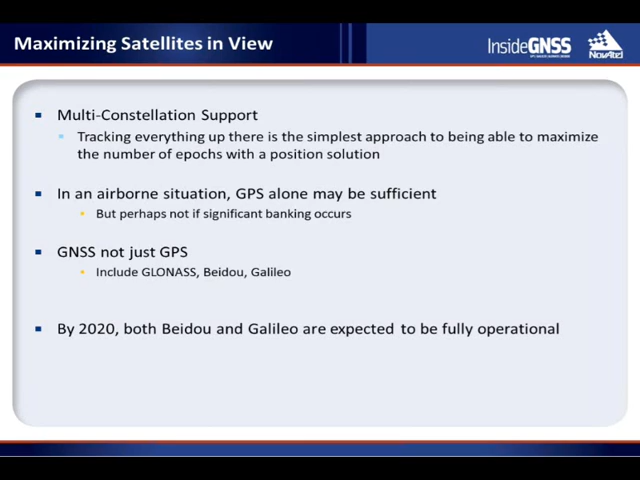 Maximizing Satellites in View
InsideGNSS
NovAtel
Multi-Constellation Support
Tracking everything up there is the simplest approach to being able to maximize
the number of epochs with a position solution
In an airborne situation, GPS alone may be sufficient
But perhaps not if significant banking occurs
GNSS not just GPS
Include GLONASS, Beidou, Galileo
By 2020, both Beidou and Galileo are expected to be fully operational